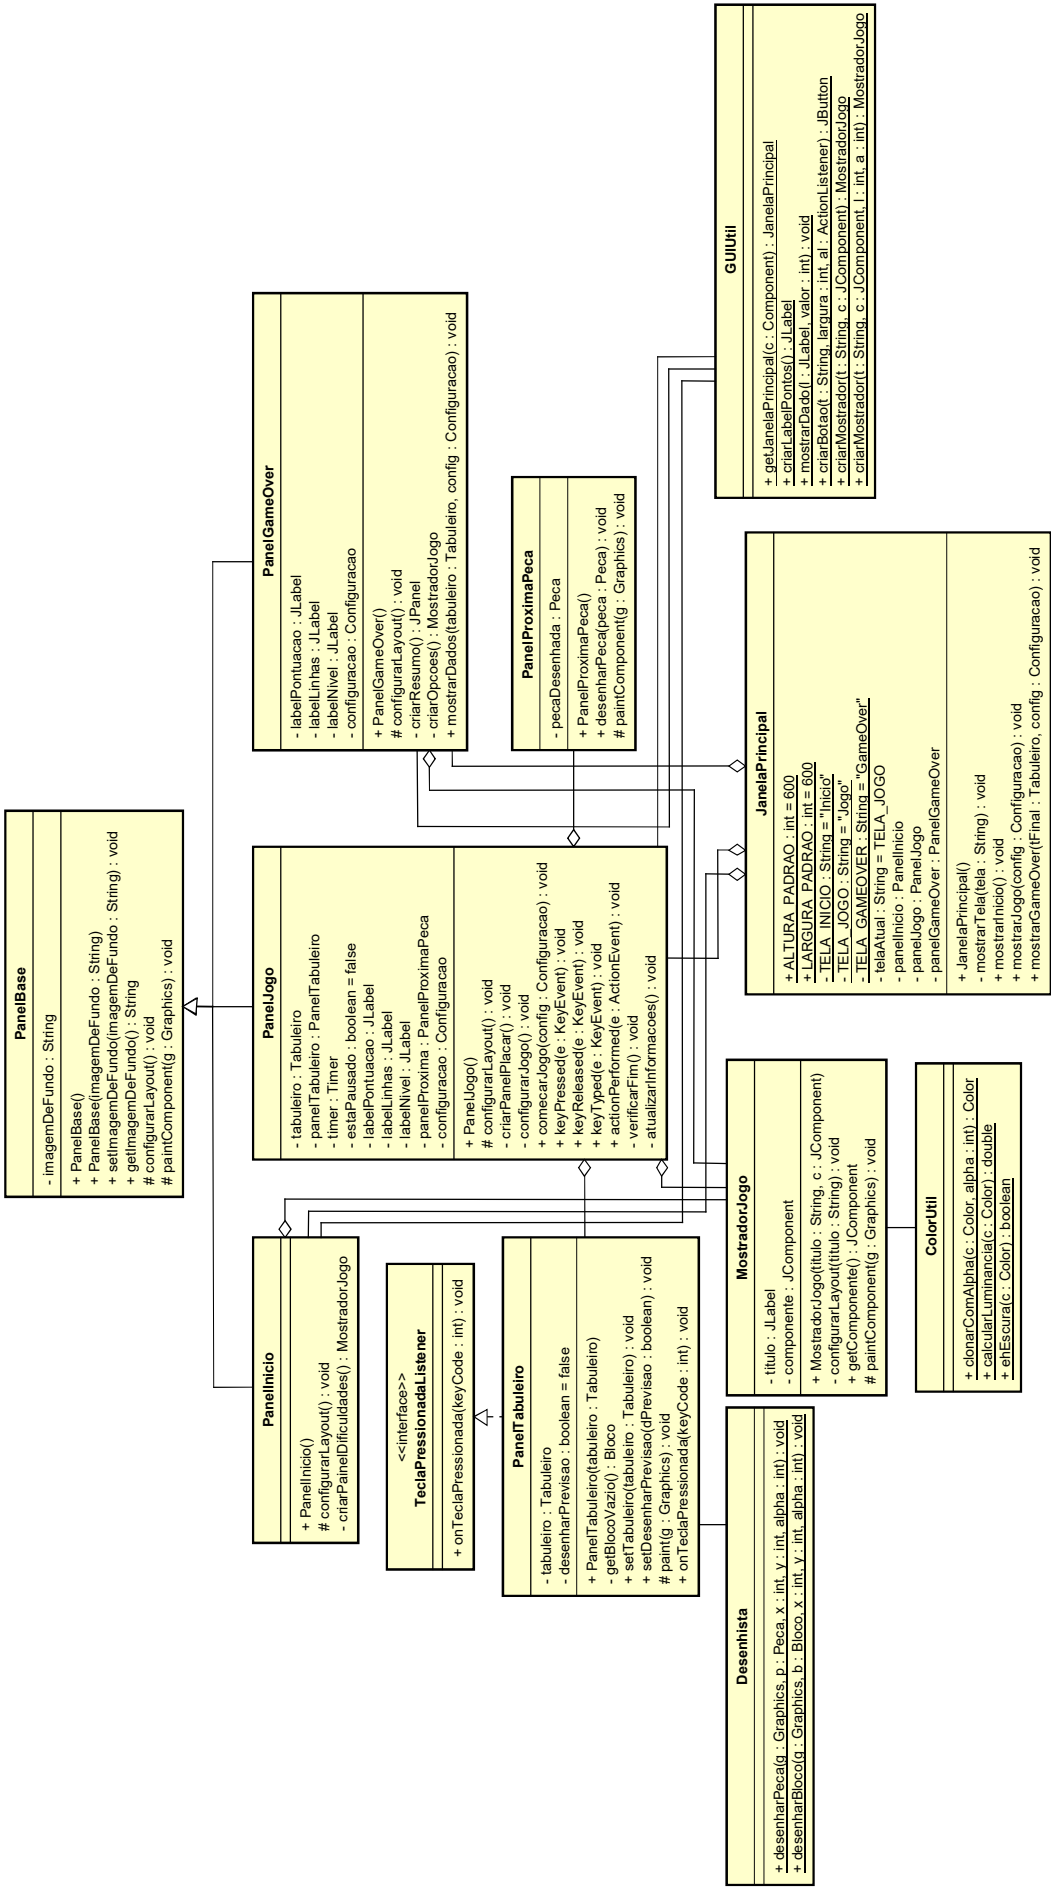 PanelBase
- imagemDeFundo : String
+ PanelBase()
+ PanelBase(imagemDeFundo : String)
+ setImagemDeFundo(imagemDeFundo : String) : void
+ getImagemDeFundo() : String
# configurarLayout() : void
# paintComponent(g : Graphics) : void
PanelInicio
+ PanelInicio()
# configurarLayout() : void
- criarPainelDificuldades() : MostradorJogo
PanelJogo
- tabuleiro : Tabuleiro
- panelTabuleiro : PanelTabuleiro
- timer : Timer
- estaPausado : boolean = false
- labelPontuacao : JLabel
- labelLinhas : JLabel
- labelNivel : JLabel
- panelProxima : PanelProximaPeca
- configuracao : Configuracao
+ PanelJogo()
# configurarLayout() : void
- criarPanelPlacar() : void
- configurarJogo() : void
+ comecarJogo(config : Configuracao) : void
+ keyPressed(e : KeyEvent) : void
+ keyReleased(e : KeyEvent) : void
+ keyTyped(e : KeyEvent) : void
+ actionPerformed(e : ActionEvent) : void
- verificarFim() : void
- atualizarInformacoes() : void
PanelGameOver
- labelPontuacao : JLabel
- labelLinhas : JLabel
- labelNivel : JLabel
- configuracao : Configuracao
+ PanelGameOver()
# configurarLayout() : void
- criarResumo() : JPanel
- criarOpcoes() : MostradorJogo
+ mostrarDados(tabuleiro : Tabuleiro, config : Configuracao) : void
<<interface>>
TeclaPressionadaListener
+ onTeclaPressionada(keyCode : int) : void
PanelTabuleiro
- tabuleiro : Tabuleiro
- desenharPrevisao : boolean = false
+ PanelTabuleiro(tabuleiro : Tabuleiro)
- getBlocoVazio() : Bloco
+ setTabuleiro(tabuleiro : Tabuleiro) : void
+ setDesenharPrevisao(dPrevisao : boolean) : void
# paint(g : Graphics) : void
+ onTeclaPressionada(keyCode : int) : void
PanelProximaPeca
- pecaDesenhada : Peca
+ PanelProximaPeca()
+ desenharPeca(peca : Peca) : void
# paintComponent(g : Graphics) : void
Desenhista
+ desenharPeca(g : Graphics, p : Peca, x : int, y : int, alpha : int) : void
+ desenharBloco(g : Graphics, b : Bloco, x : int, y : int, alpha : int) : void
MostradorJogo
- titulo : JLabel
- componente : JComponent
+ MostradorJogo(titulo : String, c : JComponent)
- configurarLayout(titulo : String) : void
+ getComponente() : JComponent
# paintComponent(g : Graphics) : void
ColorUtil
+ clonarComAlpha(c : Color, alpha : int) : Color
+ calcularLuminancia(c : Color) : double
+ ehEscura(c : Color) : boolean
JanelaPrincipal
+ ALTURA_PADRAO : int = 600
+ LARGURA_PADRAO : int = 600
- TELA_INICIO : String = "Inicio"
- TELA_JOGO : String = "Jogo"
- TELA_GAMEOVER : String = "GameOver"
- telaAtual : String = TELA_JOGO
- panelInicio : PanelInicio
- panelJogo : PanelJogo
- panelGameOver : PanelGameOver
+ JanelaPrincipal()
- mostrarTela(tela : String) : void
+ mostrarInicio() : void
+ mostrarJogo(config : Configuracao) : void
+ mostrarGameOver(tFinal : Tabuleiro, config : Configuracao) : void
GUIUtil
+ getJanelaPrincipal(c : Component) : JanelaPrincipal
+ criarLabelPontos() : JLabel
+ mostrarDado(l : JLabel, valor : int) : void
+ criarBotao(t : String, largura : int, al : ActionListener) : JButton
+ criarMostrador(t : String, c : JComponent) : MostradorJogo
+ criarMostrador(t : String, c : JComponent, l : int, a : int) : MostradorJogo